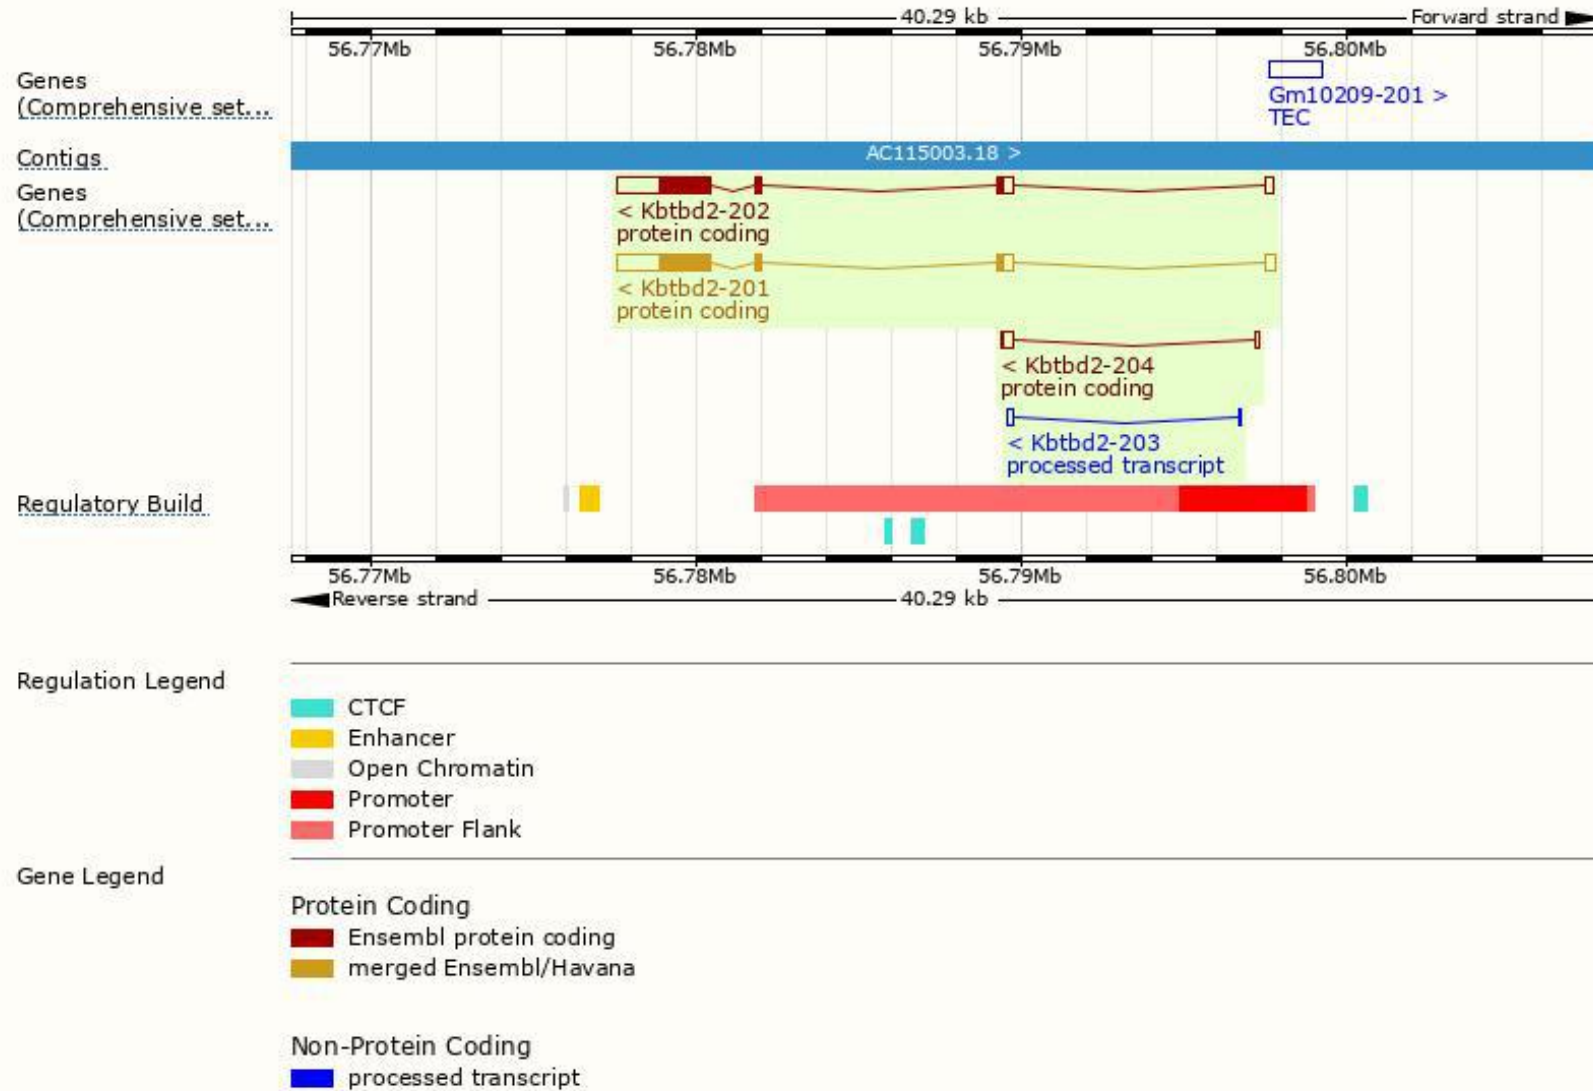 40.29 kb Forward strand
56.77Mb 56.78Mb 56.79Mb 56.80Mb
Genes
(Comprehensive set...
Gm10209-201 >
TEC
Contigs
AC115003.18 >
Genes
(Comprehensive set...
< Kbtbd2-202
protein coding
< Kbtbd2-201
protein coding
< Kbtbd2-204
protein coding
< Kbtbd2-203
processed transcript
Regulatory Build
56.77Mb 56.78Mb 56.79Mb 56.80Mb
Reverse strand 40.29 kb
Regulation Legend
CTCF
Enhancer
Open Chromatin
Promoter
Promoter Flank
Gene Legend
Protein Coding
Ensembl protein coding
merged Ensembl/Havana
Non-Protein Coding
processed transcript